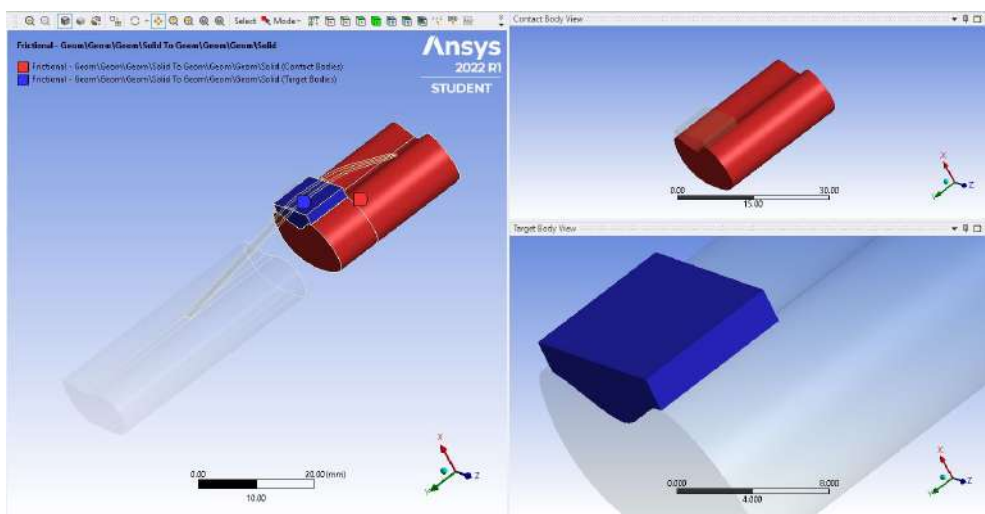 Select Mode
Frictional - Geom\Geom\Geom\Solid To Geom\Geom\Geom\Solid
Frictional - Geom\Geom\Geom\Solid To Geom\Geom\Geom\Solid (Contact Bodies)
Frictional - Geom\Geom\Geom\Solid To Geom\Geom\Geom\Solid (Target Bodies)
Ansys
2022 R1
STUDENT
X
Y
Z
0.00
20.00 (mm)
10.00
Contact Body View
X
Y
Z
0.00
30.00
15.00
Target Body View
X
Y
Z
0.000
8.000
4.000